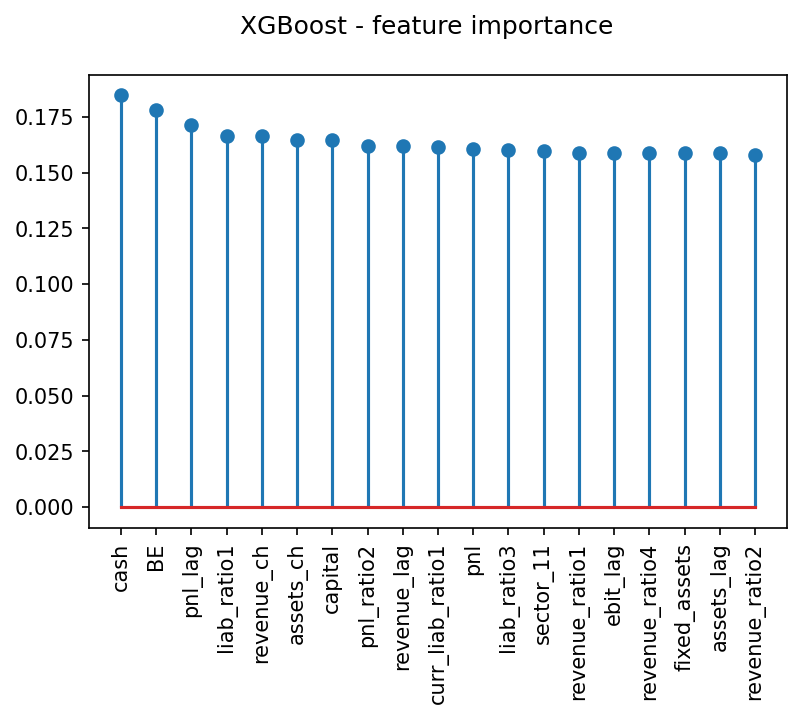 XGBoost - feature importance
0.175
0.150
0.125
0.100
0.075
0.050
0.025
0.000
cash
BE
pnl_lag
liab_ratio1
revenue_ch
assets_ch
capital
pnl_ratio2
revenue_lag
curr_liab_ratio1
pnl
liab_ratio3
sector_11
revenue_ratio1
ebit_lag
revenue_ratio4
fixed_assets
assets_lag
revenue_ratio2